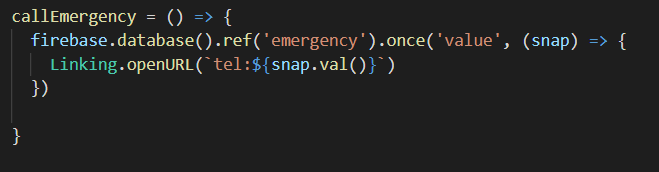 callEmergency = () => {
  firebase.database().ref('emergency').once('value', (snap) => {
    Linking.openURL(`tel:${snap.val()}`)
  })
}